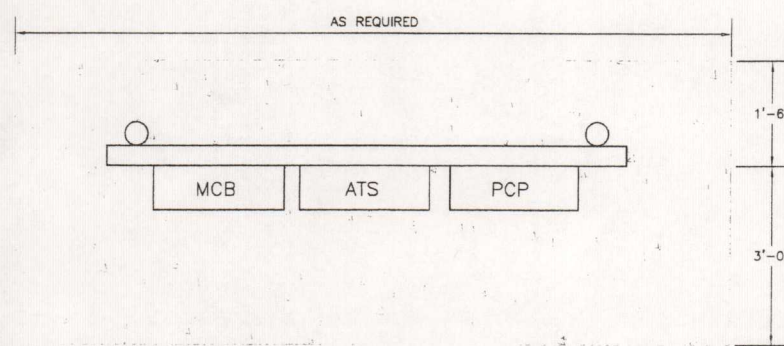 AS REQUIRED
1'-6
MCB
ATS
PCP
3'-0